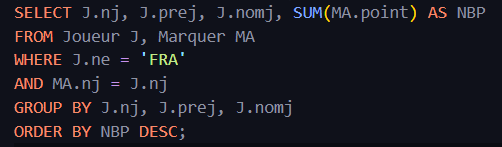 SELECT J.nj, J.prej, J.nomj, SUM(MA.point) AS NBP
FROM Joueur J, Marquer MA
WHERE J.ne = 'FRA'
AND MA.nj = J.nj
GROUP BY J.nj, J.prej, J.nomj
ORDER BY NBP DESC;